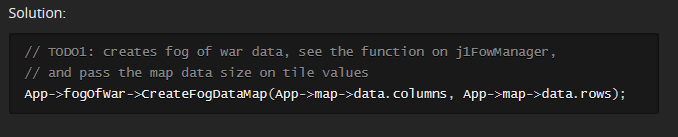 Solution:
// TODO1: creates fog of war data, see the function on j1FowManager,
// and pass the map data size on tile values
App->fogOfWar->CreateFogDataMap(App->map->data.columns, App->map->data.rows);